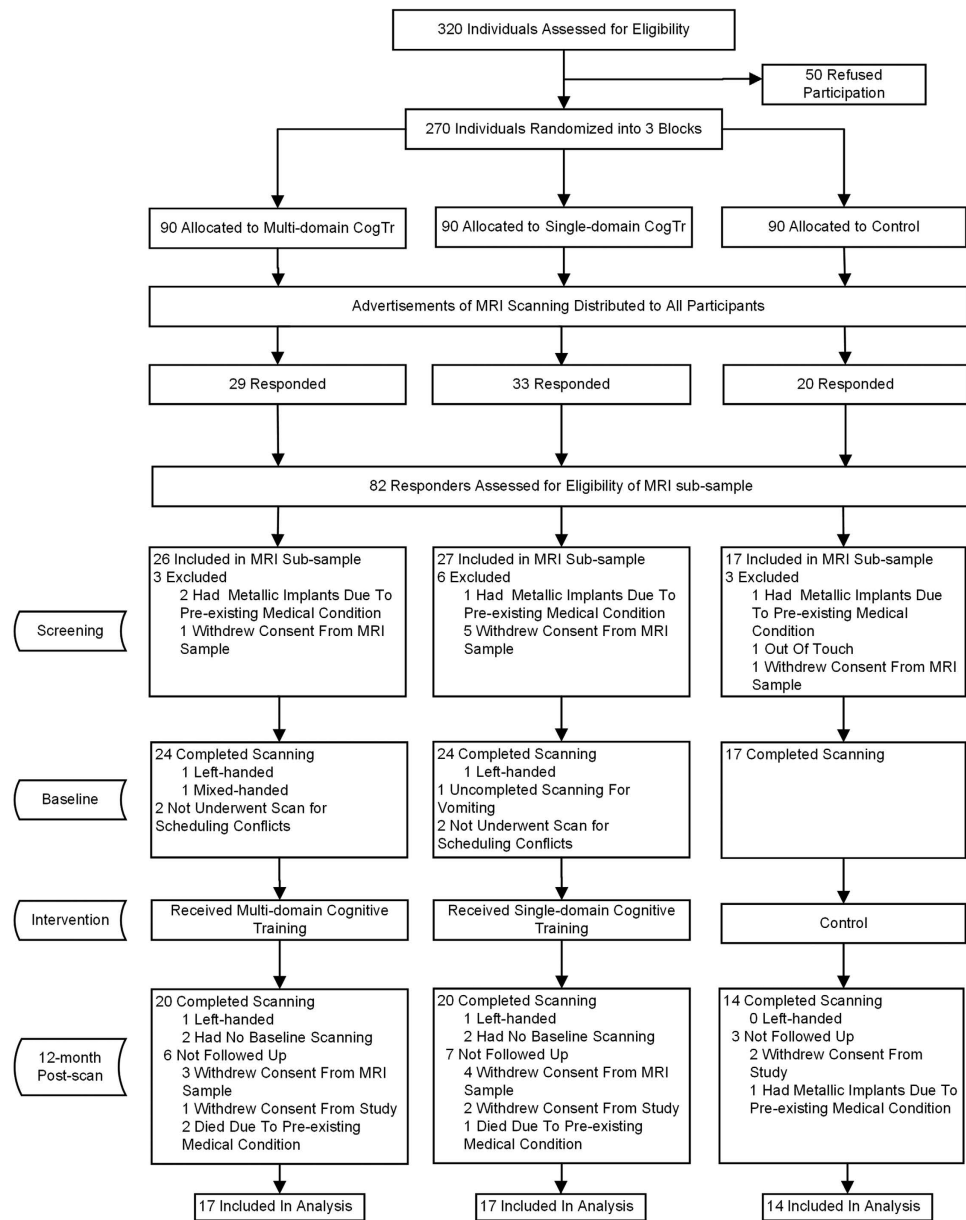 320 Individuals Assessed for Eligibility
50 Refused
Participation
270 Individuals Randomized into 3 Blocks
90 Allocated to Multi-domain CogTr
90 Allocated to Single-domain CogTr
90 Allocated to Control
Advertisements of MRI Scanning Distributed to All Participants
29 Responded
33 Responded
20 Responded
82 Responders Assessed for Eligibility of MRI sub-sample
Screening
26 Included in MRI Sub-sample
3 Excluded
2 Had Metallic Implants Due To
Pre-existing Medical Condition
1 Withdrew Consent From MRI
Sample
27 Included in MRI Sub-sample
6 Excluded
1 Had Metallic Implants Due To
Pre-existing Medical Condition
5 Withdrew Consent From MRI
Sample
17 Included in MRI Sub-sample
3 Excluded
1 Had Metallic Implants Due
To Pre-existing Medical
Condition
1 Out Of Touch
1 Withdrew Consent From MRI
Sample
Baseline
24 Completed Scanning
1 Left-handed
1 Mixed-handed
2 Not Underwent Scan for
Scheduling Conflicts
24 Completed Scanning
1 Left-handed
1 Uncompleted Scanning For
Vomiting
2 Not Underwent Scan for
Scheduling Conflicts
17 Completed Scanning
Intervention
Received Multi-domain Cognitive
Training
Received Single-domain Cognitive
Training
Control
12-month
Post-scan
20 Completed Scanning
1 Left-handed
2 Had No Baseline Scanning
6 Not Followed Up
3 Withdrew Consent From MRI
Sample
1 Withdrew Consent From Study
2 Died Due To Pre-existing
Medical Condition
20 Completed Scanning
1 Left-handed
2 Had No Baseline Scanning
7 Not Followed Up
4 Withdrew Consent From MRI
Sample
2 Withdrew Consent From Study
1 Died Due To Pre-existing
Medical Condition
14 Completed Scanning
0 Left-handed
3 Not Followed Up
2 Withdrew Consent From
Study
1 Had Metallic Implants Due To
Pre-existing Medical Condition
17 Included In Analysis
17 Included In Analysis
14 Included In Analysis